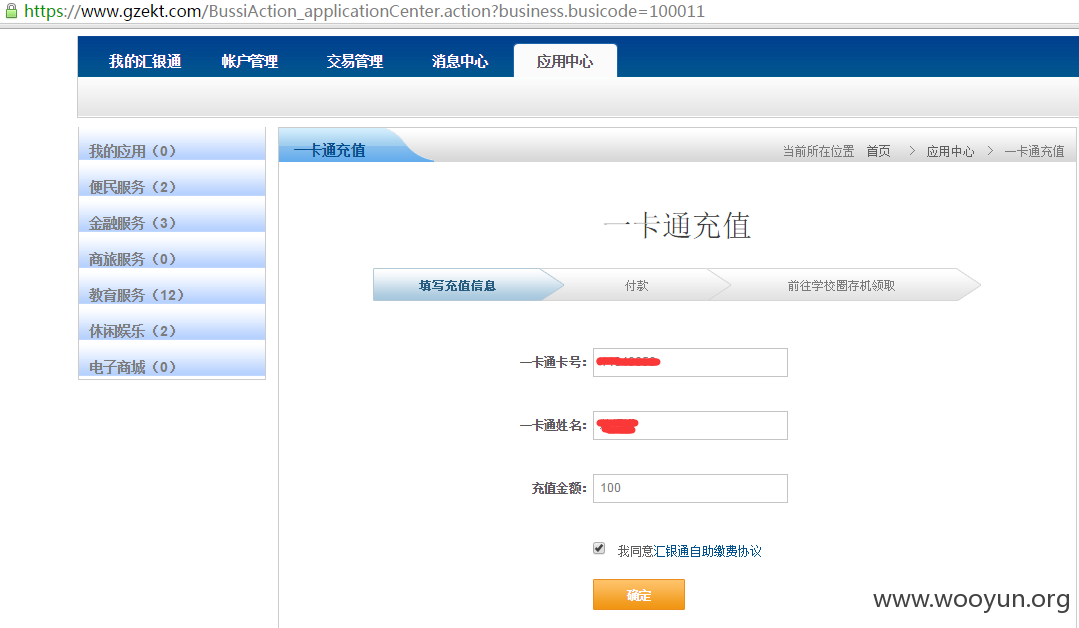 https://www.gzekt.com/BussiAction_applicationCenter.action?business.busicode=100011
我的汇银通 帐户管理 交易管理 消息中心 应用中心
我的应用（0）
便民服务（2）
金融服务（3）
商旅服务（0）
教育服务（12）
休闲娱乐（2）
电子商城（0）
一卡通充值 当前所在位置 首页 > 应用中心 > 一卡通充值
一卡通充值
填写充值信息 付款 前往学校圈存机领取
一卡通卡号：
一卡通姓名：
充值金额： 100
我同意汇银通自助缴费协议
确定
www.wooyun.org